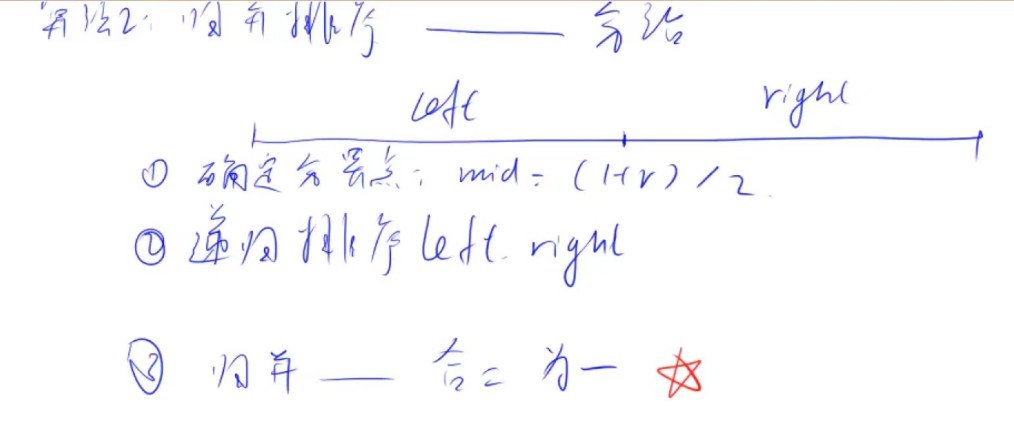 算法2：归并排序 —— 分治
left right
① 确定分界点：mid = (l+r)/2
② 递归排序 left. right
③ 归并 —— 合二为一 ☆